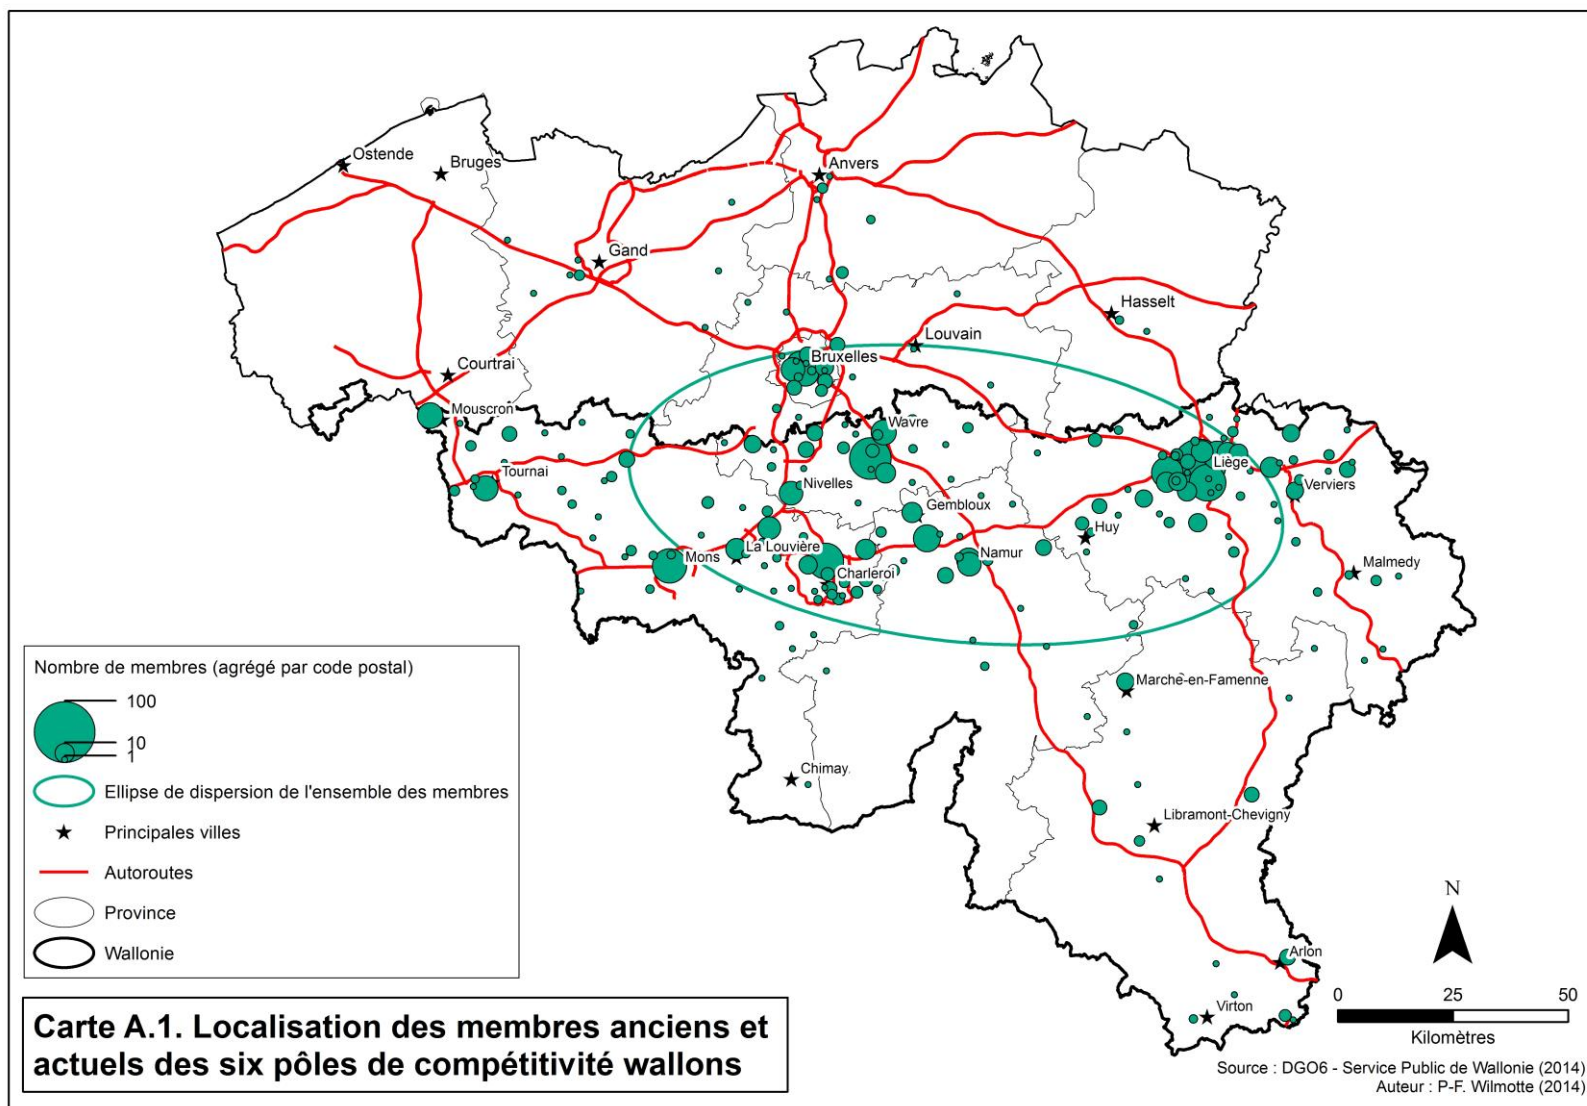 Ostende
Bruges
Anvers
Gand
Hasselt
Louvain
Bruxelles
Courtrai
Mouscron
Wavre
Liège
Tournai
Nivelles
Verviers
Gembloux
Huy
La Louvière
Mons
Namur
Charleroi
Malmedy
Marche-en-Famenne
Chimay
Libramont-Chevigny
Arlon
Virton
Nombre de membres (agrégé par code postal)
100
10
1
Ellipse de dispersion de l'ensemble des membres
Principales villes
Autoroutes
Province
Wallonie
N
0 25 50
Kilomètres
Carte A.1. Localisation des membres anciens et
actuels des six pôles de compétitivité wallons
Source : DGO6 - Service Public de Wallonie (2014)
Auteur : P-F. Wilmotte (2014)